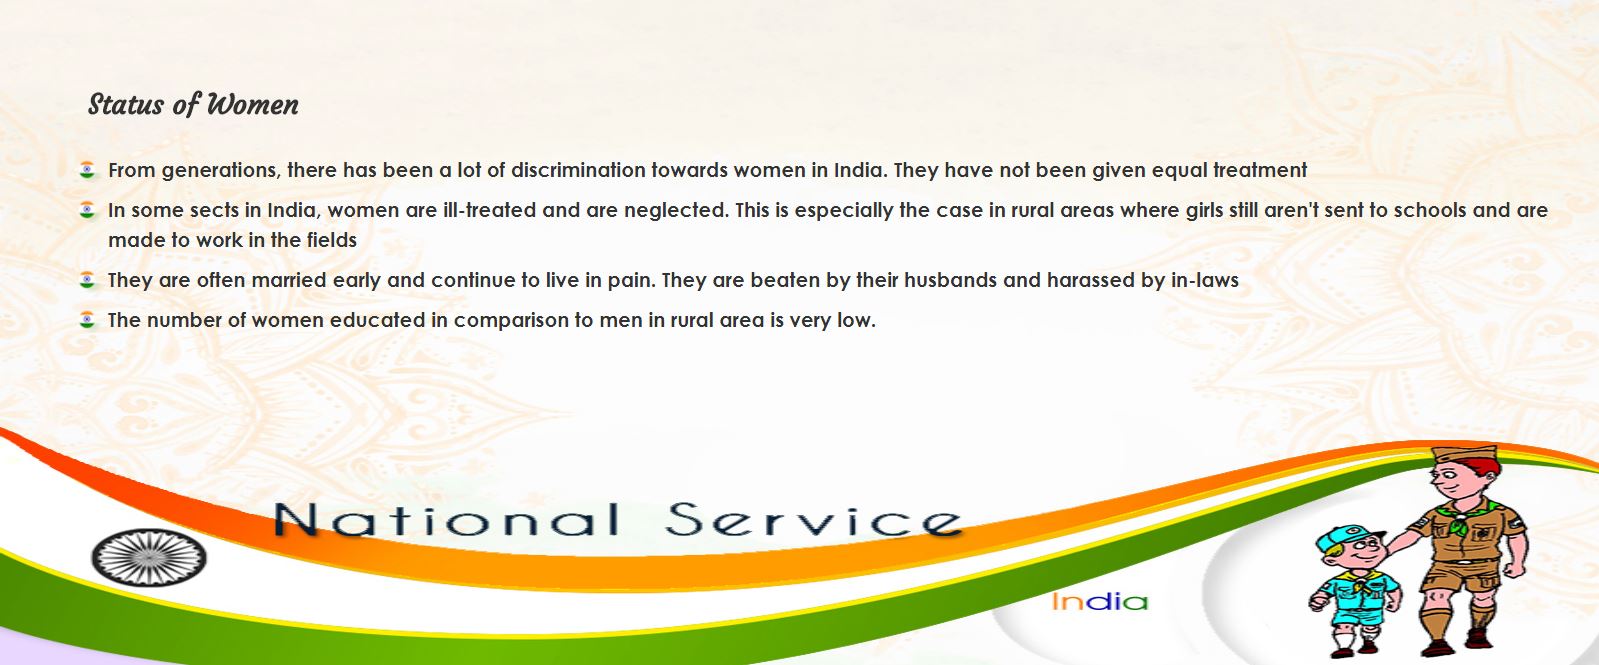 Status of Women
From generations, there has been a lot of discrimination towards women in India. They have not been given equal treatment
In some sects in India, women are ill-treated and are neglected. This is especially the case in rural areas where girls still aren't sent to schools and are
made to work in the fields
They are often married early and continue to live in pain. They are beaten by their husbands and harassed by in-laws
The number of women educated in comparison to men in rural area is very low.
National Service
India